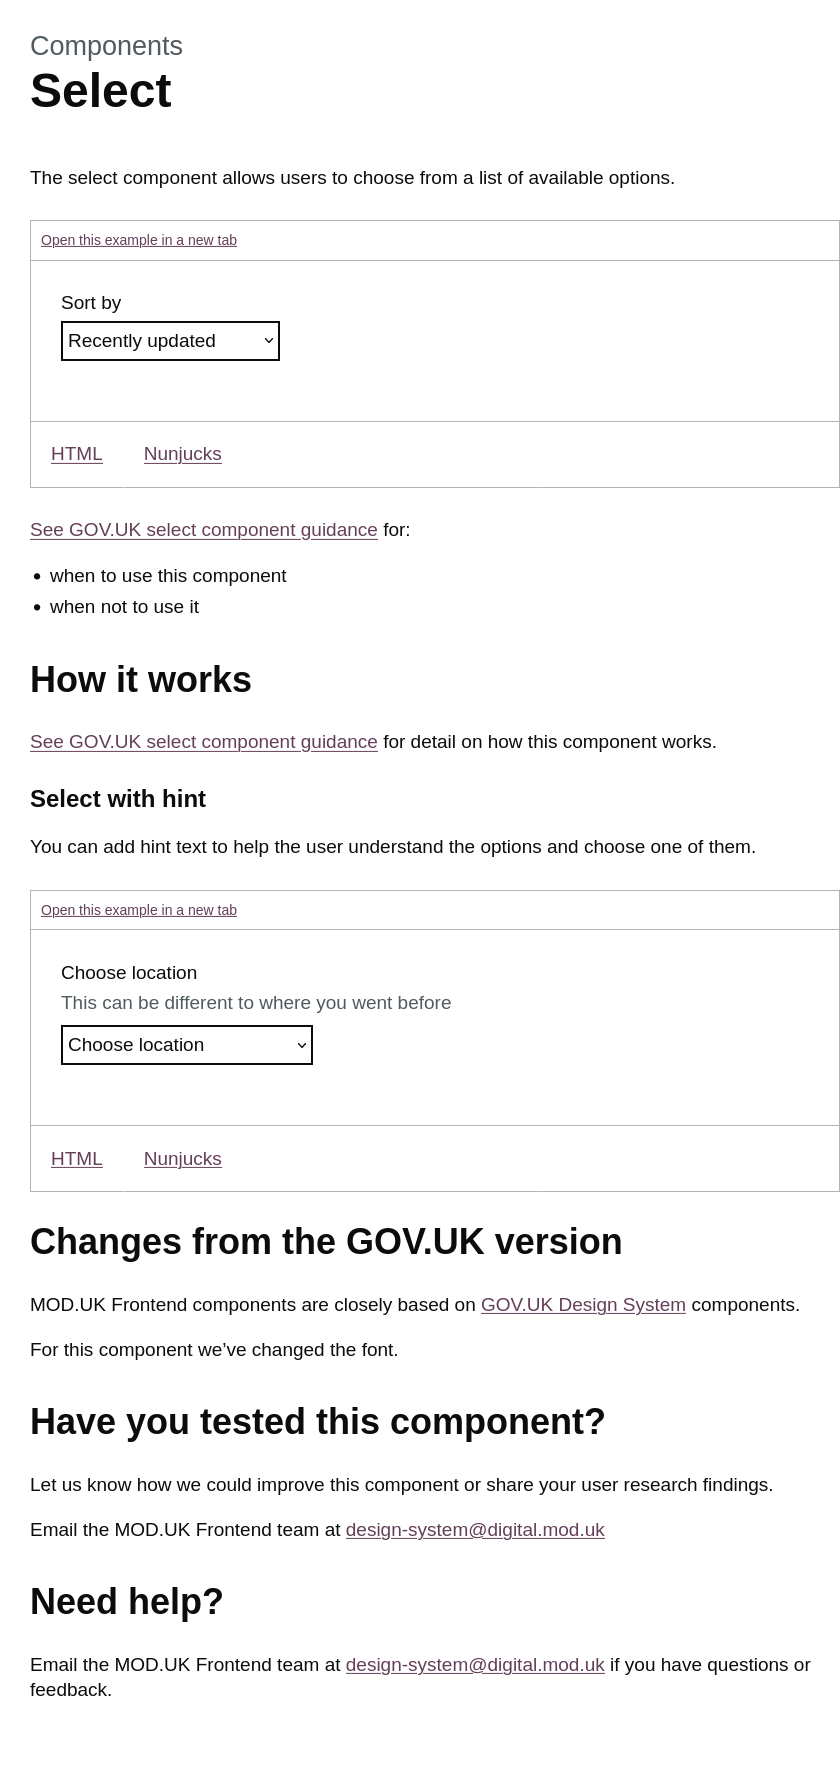 Components
Select
The select component allows users to choose from a list of available options.
Open this example in a new tab
Sort by
Recently updated
HTML Nunjucks
See GOV.UK select component guidance for:
• when to use this component
• when not to use it
How it works
See GOV.UK select component guidance for detail on how this component works.
Select with hint
You can add hint text to help the user understand the options and choose one of them.
Open this example in a new tab
Choose location
This can be different to where you went before
Choose location
HTML Nunjucks
Changes from the GOV.UK version
MOD.UK Frontend components are closely based on GOV.UK Design System components.
For this component we’ve changed the font.
Have you tested this component?
Let us know how we could improve this component or share your user research findings.
Email the MOD.UK Frontend team at design-system@digital.mod.uk
Need help?
Email the MOD.UK Frontend team at design-system@digital.mod.uk if you have questions or
feedback.